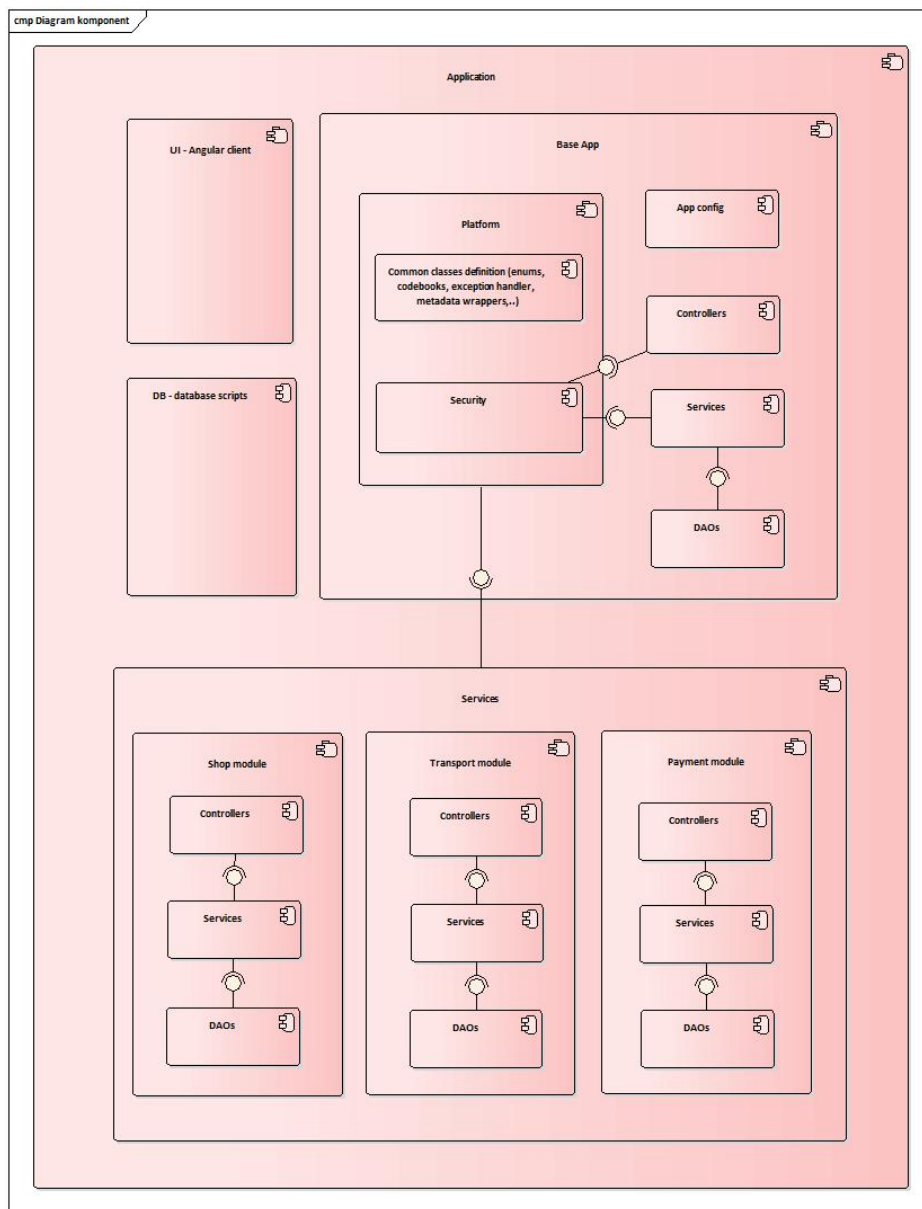 cmp Diagram komponent
Application
UI - Angular client
Base App
Platform
App config
Common classes definition (enums,
codebooks, exception handler,
metadata wrappers,..)
Controllers
Security
Services
DB - database scripts
DAOs
Services
Shop module
Transport module
Payment module
Controllers
Controllers
Controllers
Services
Services
Services
DAOs
DAOs
DAOs